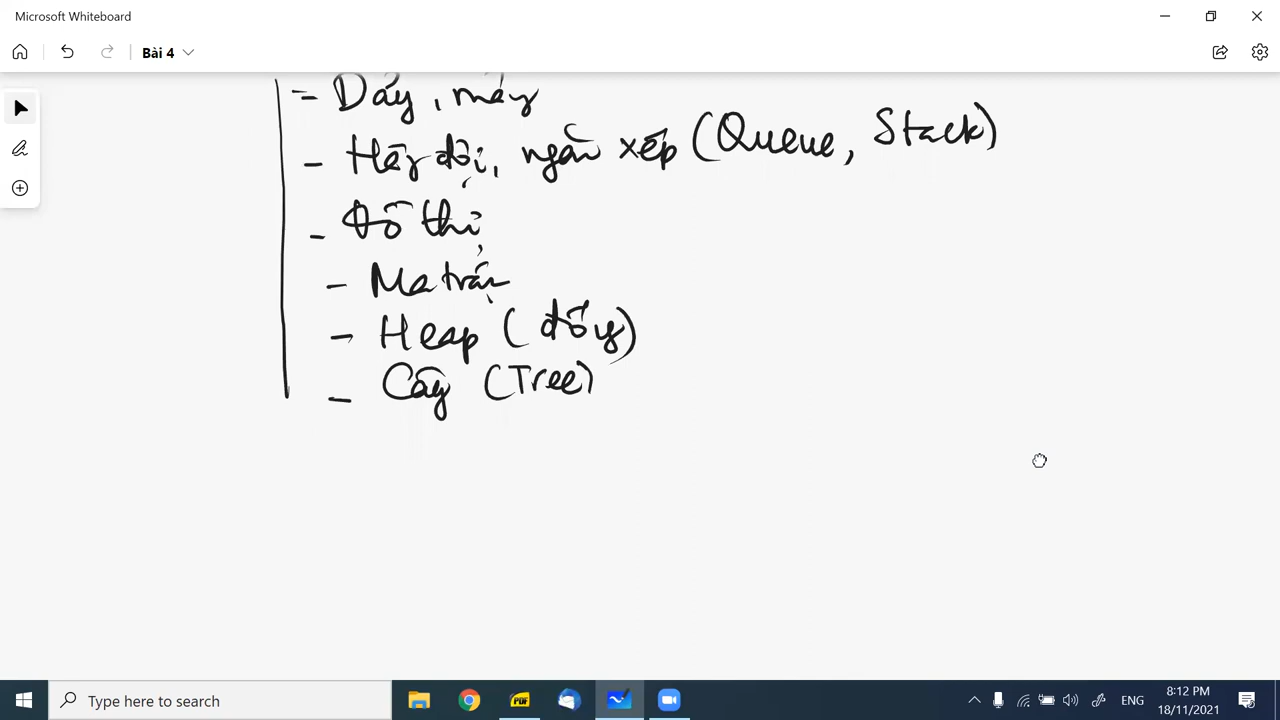 Microsoft Whiteboard
Bài 4
- Dãy, mảng
- Hàng đợi, ngăn xếp (Queue, Stack)
- Đồ thị
- Ma trận
- Heap (đống)
- Cây (Tree)
Type here to search
PDF
ENG
8:12 PM
18/11/2021